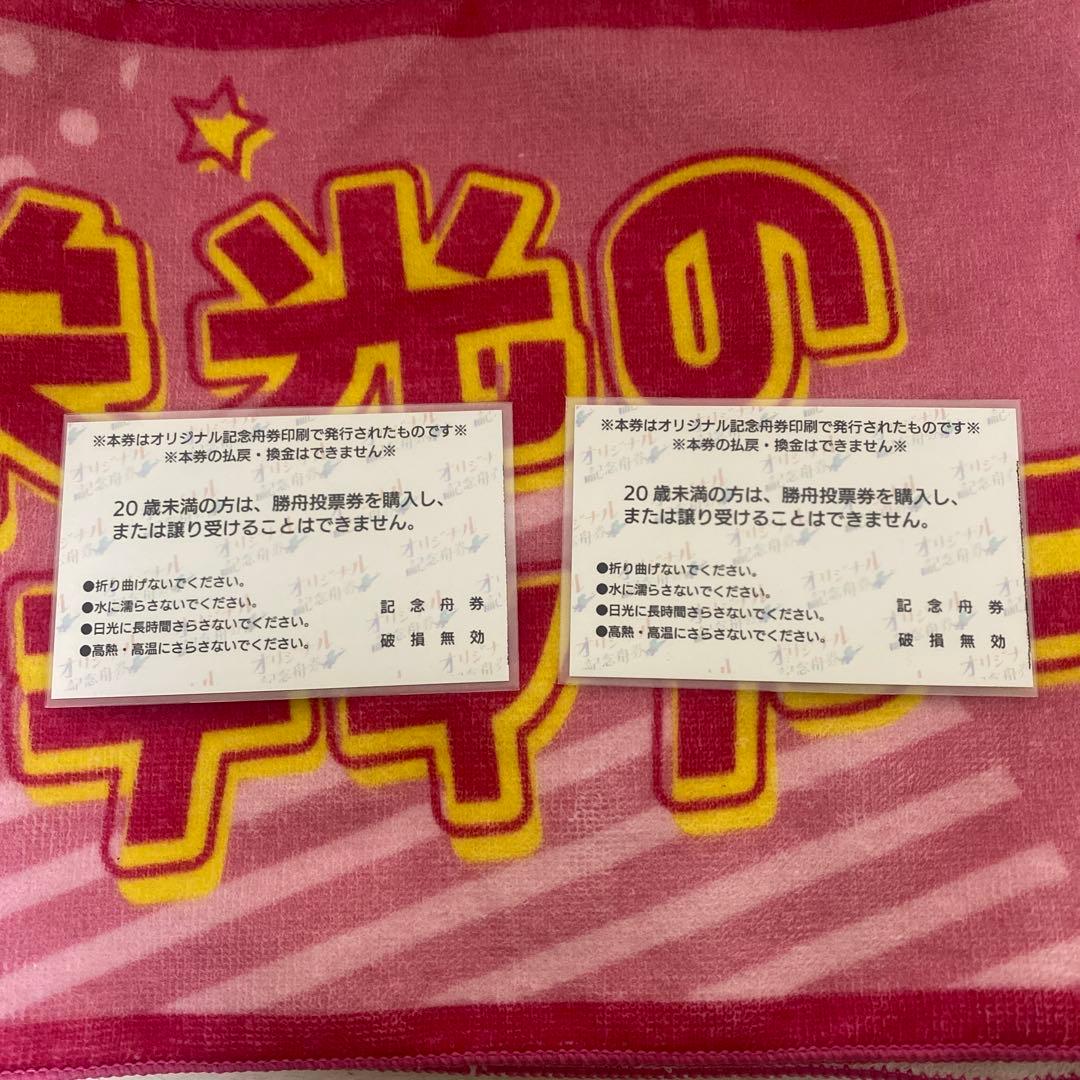 光の
※本券はオリジナル記念舟券印刷で発行されたものです※
※本券の払戻・換金はできません※
20歳未満の方は、勝舟投票券を購入し、
または譲り受けることはできません。
●折り曲げないでください。
●水に濡らさないでください。
●日光に長時間さらさないでください。
●高熱・高温にさらさないでください。
記念舟券
破損無効
※本券はオリジナル記念舟券印刷で発行されたものです※
※本券の払戻・換金はできません※
20歳未満の方は、勝舟投票券を購入し、
または譲り受けることはできません。
●折り曲げないでください。
●水に濡らさないでください。
●日光に長時間さらさないでください。
●高熱・高温にさらさないでください。
記念舟券
破損無効
オリジナル
記念舟券